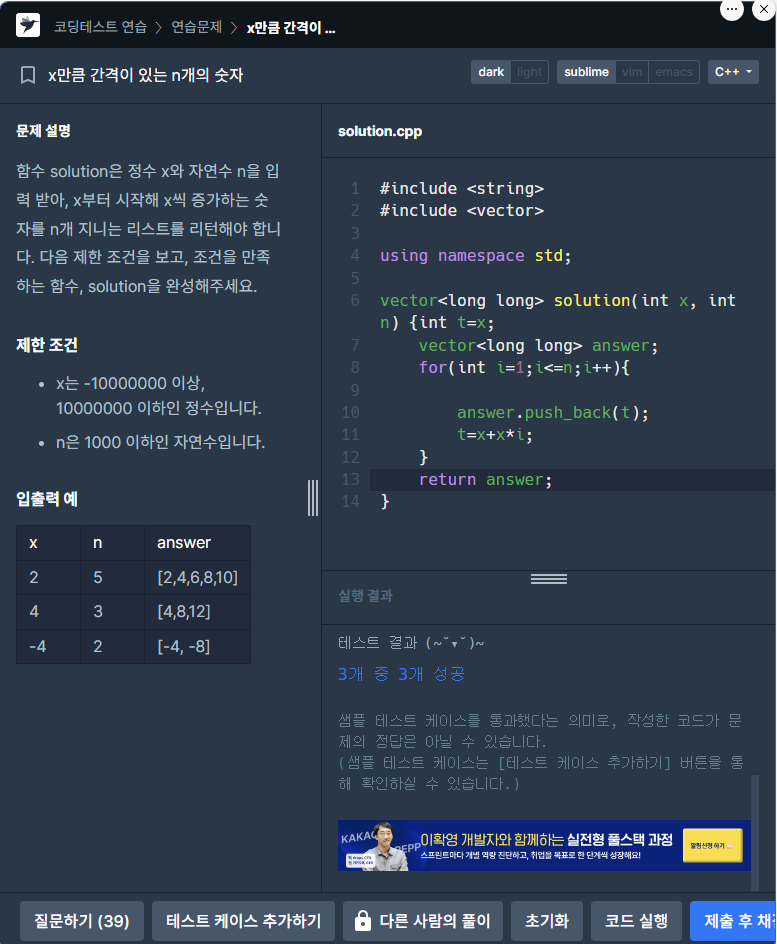 코딩테스트 연습 > 연습문제 > x만큼 간격이 ...
x만큼 간격이 있는 n개의 숫자
dark light sublime vim emacs C++
문제 설명
함수 solution은 정수 x와 자연수 n을 입
력 받아, x부터 시작해 x씩 증가하는 숫
자를 n개 지니는 리스트를 리턴해야 합니
다. 다음 제한 조건을 보고, 조건을 만족
하는 함수, solution을 완성해주세요.
제한 조건
• x는 -10000000 이상,
10000000 이하인 정수입니다.
• n은 1000 이하인 자연수입니다.
입출력 예
x n answer
2 5 [2,4,6,8,10]
4 3 [4,8,12]
-4 2 [-4, -8]
solution.cpp
1 #include <string>
2 #include <vector>
3
4 using namespace std;
5
6 vector<long long> solution(int x, int
n) {int t=x;
7     vector<long long> answer;
8     for(int i=1;i<=n;i++){
9
10         answer.push_back(t);
11         t=x+x*i;
12     }
13     return answer;
14 }
실행 결과
테스트 결과 (~˘▾˘)~
3개 중 3개 성공
샘플 테스트 케이스를 통과했다는 의미로, 작성한 코드가 문
제의 정답은 아닐 수 있습니다.
(샘플 테스트 케이스는 [테스트 케이스 추가하기] 버튼을 통
해 확인하실 수 있습니다.)
이확영 개발자와 함께하는 실전형 풀스택 과정
스프린트마다 개별 역량 진단하고, 취업을 목표로 한 단계씩 성장해요!
알림신청 하기
질문하기 (39) 테스트 케이스 추가하기 다른 사람의 풀이 초기화 코드 실행 제출 후 채